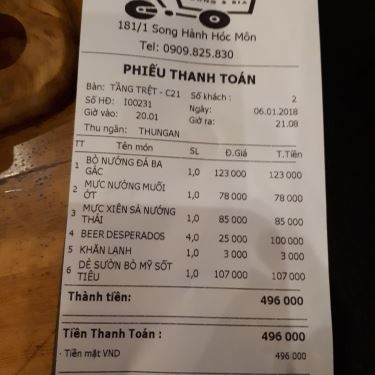 181/1 Song Hành Hóc Môn
Tel: 0909.825.830
PHIẾU THANH TOÁN
Bàn: TẦNG TRỆT - C21 Số khách : 2
Số HĐ: I00231 Ngày: 06.01.2018
Giờ vào: 20.01 Giờ ra: 21.08
Thu ngăn: THUNGAN
TT Tên món SL Đ.Giá T.Tiền
1 BÒ NƯỚNG ĐÁ BA 1,0 123 000 123 000
GÁC
2 MỰC NƯỚNG MUỐI 1,0 78 000 78 000
ỚT
3 MỰC XIÊN SẢ NƯỚNG 1,0 85 000 85 000
THÁI
4 BEER DESPERADOS 4,0 25 000 100 000
5 KHĂN LẠNH 1,0 3 000 3 000
6 DẺ SƯỜN BÒ MỸ SỐT 1,0 107 000 107 000
TIÊU
Thành tiền: 496 000
Tiền Thanh Toán : 496 000
- Tiền mặt VND 496 000